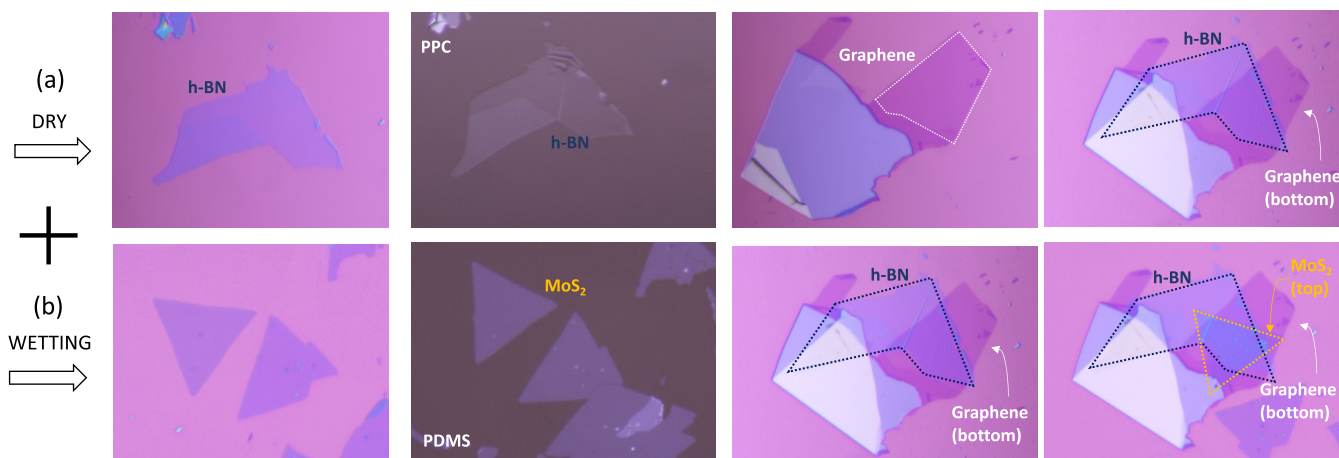 (a)
DRY
h-BN
PPC
h-BN
Graphene
h-BN
Graphene
(bottom)
(b)
WETTING
MoS₂
PDMS
h-BN
Graphene
(bottom)
h-BN
MoS₂
(top)
Graphene
(bottom)